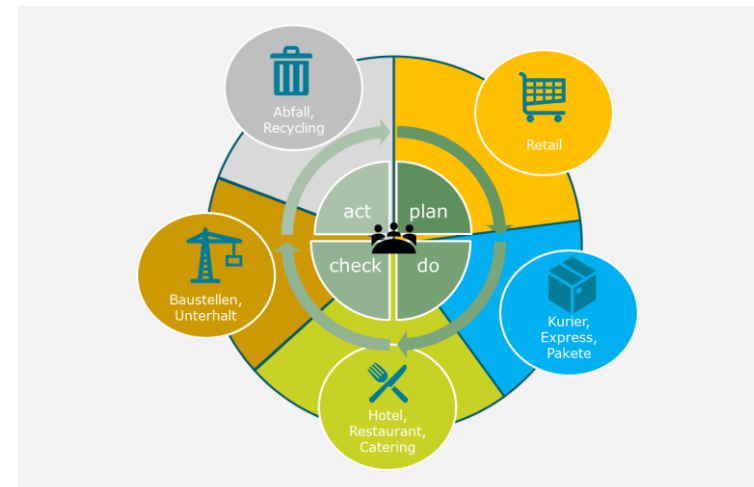 Abfall,
Recycling
Retail
act
plan
check
do
Baustellen,
Unterhalt
Kurier,
Express,
Pakete
Hotel,
Restaurant,
Catering